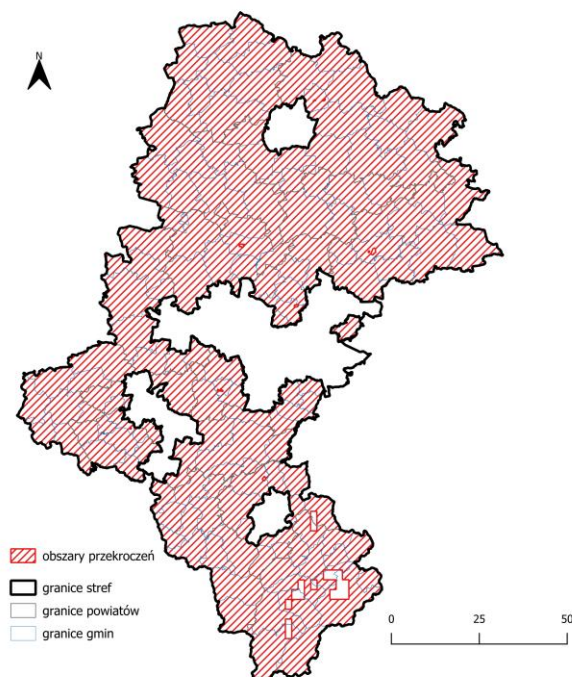 N
obszary przekroczeń
granice stref
granice powiatów
granice gmin
0 25 50